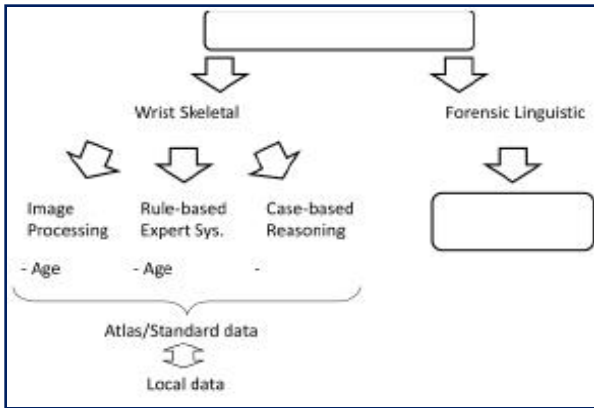 Wrist Skeletal
Forensic Linguistic
Image
Processing
Rule-based
Expert Sys.
Case-based
Reasoning
- Age
- Age
-
Atlas/Standard data
Local data